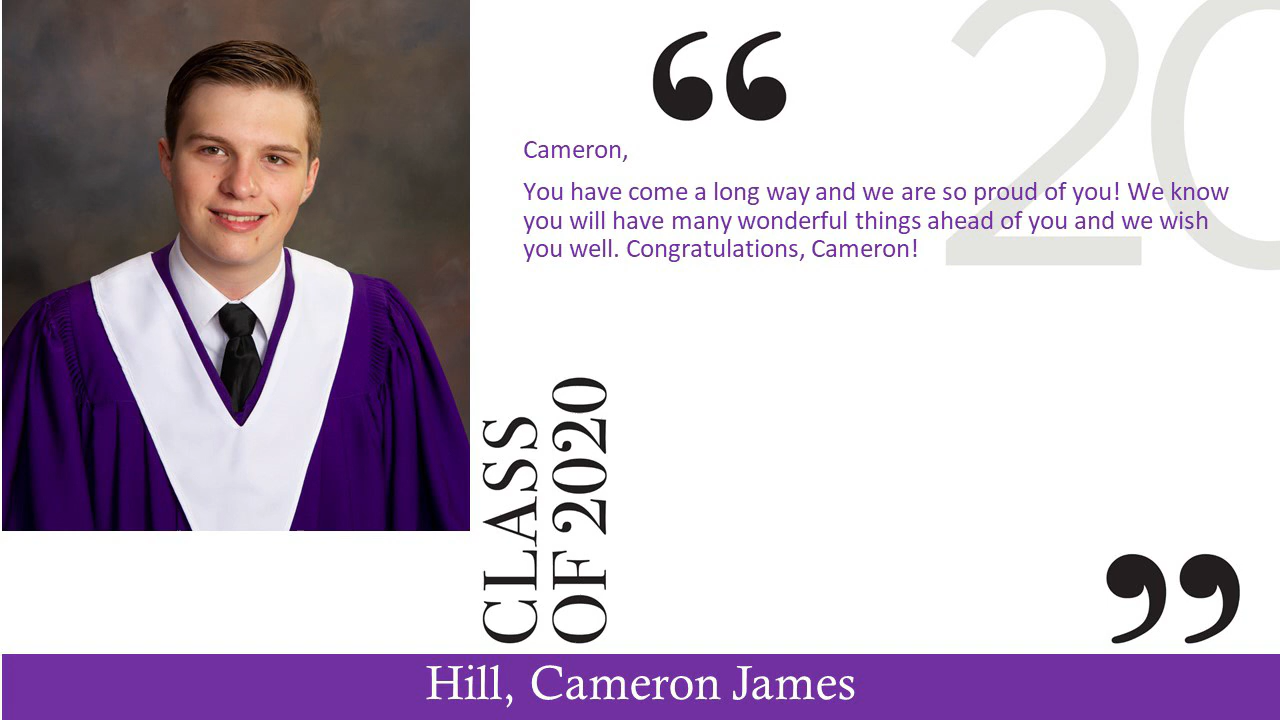 20
“
Cameron,
You have come a long way and we are so proud of you! We know
you will have many wonderful things ahead of you and we wish
you well. Congratulations, Cameron!
CLASS
OF 2020
”
Hill, Cameron James